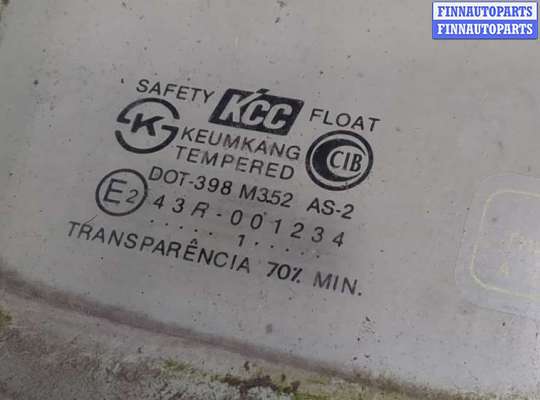 FINNAUTOPARTS
FINNAUTOPARTS
SAFETY KCC FLOAT
K KEUMKANG CIB
TEMPERED
DOT-398 M352 AS-2
E2 43R-001234
.....1.....
TRANSPARÊNCIA 70% MIN.